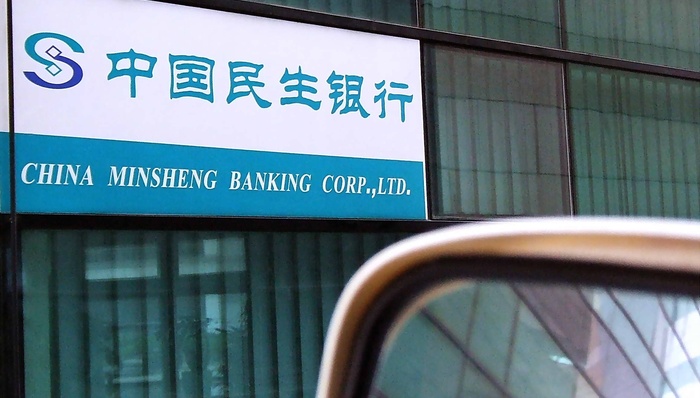 中国民生银行
CHINA MINSHENG BANKING CORP.,LTD.